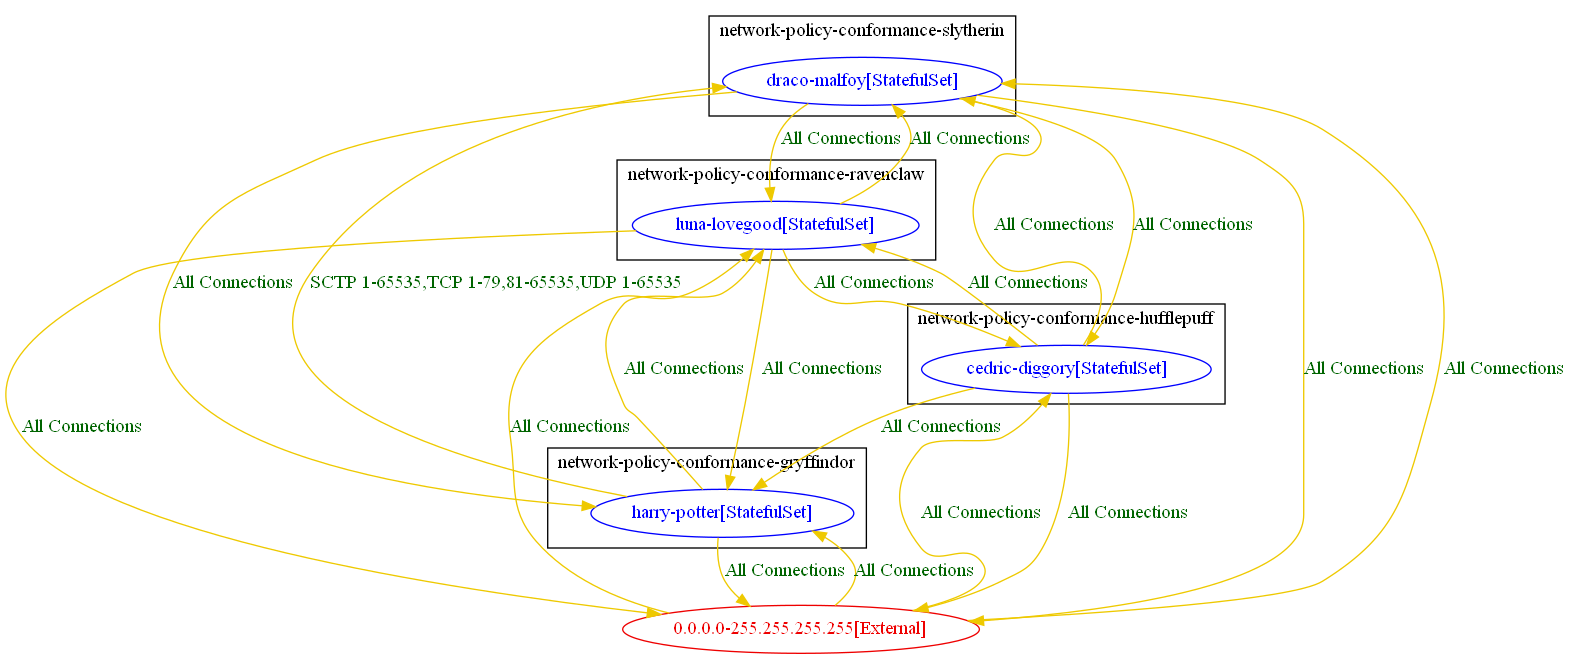 network-policy-conformance-slytherin
draco-malfoy[StatefulSet]
All Connections
All Connections
network-policy-conformance-ravenclaw
luna-lovegood[StatefulSet]
All Connections
All Connections
All Connections
SCTP 1-65535,TCP 1-79,81-65535,UDP 1-65535
All Connections
All Connections
network-policy-conformance-hufflepuff
cedric-diggory[StatefulSet]
All Connections
All Connections
All Connections
All Connections
All Connections
All Connections
All Connections
network-policy-conformance-gryffindor
harry-potter[StatefulSet]
All Connections
All Connections
All Connections
All Connections
0.0.0.0-255.255.255.255[External]